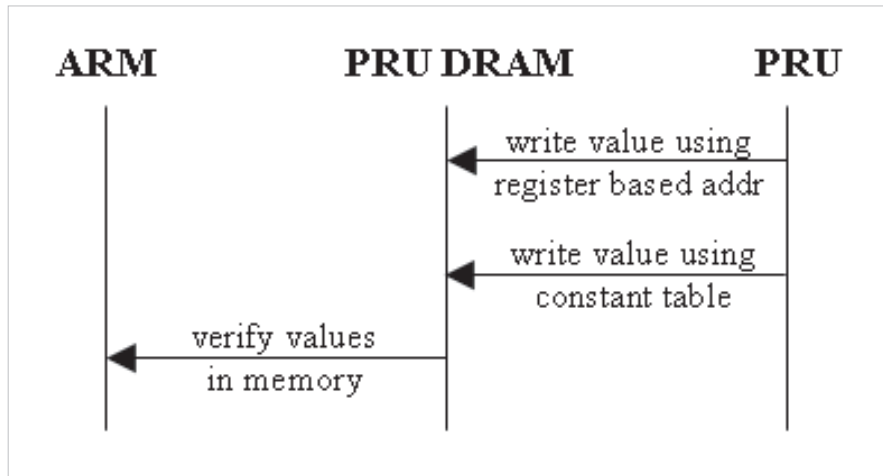 ARM PRU DRAM PRU
write value using
register based addr
write value using
constant table
verify values
in memory